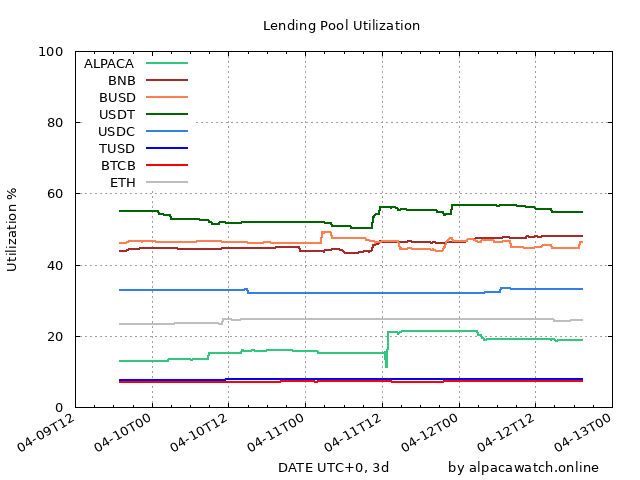 Lending Pool Utilization
Utilization %
100
80
60
40
20
0
ALPACA
BNB
BUSD
USDT
USDC
TUSD
BTCB
ETH
04-09T12
04-10T00
04-10T12
04-11T00
04-11T12
04-12T00
04-12T12
04-13T00
DATE UTC+0, 3d
by alpacawatch.online